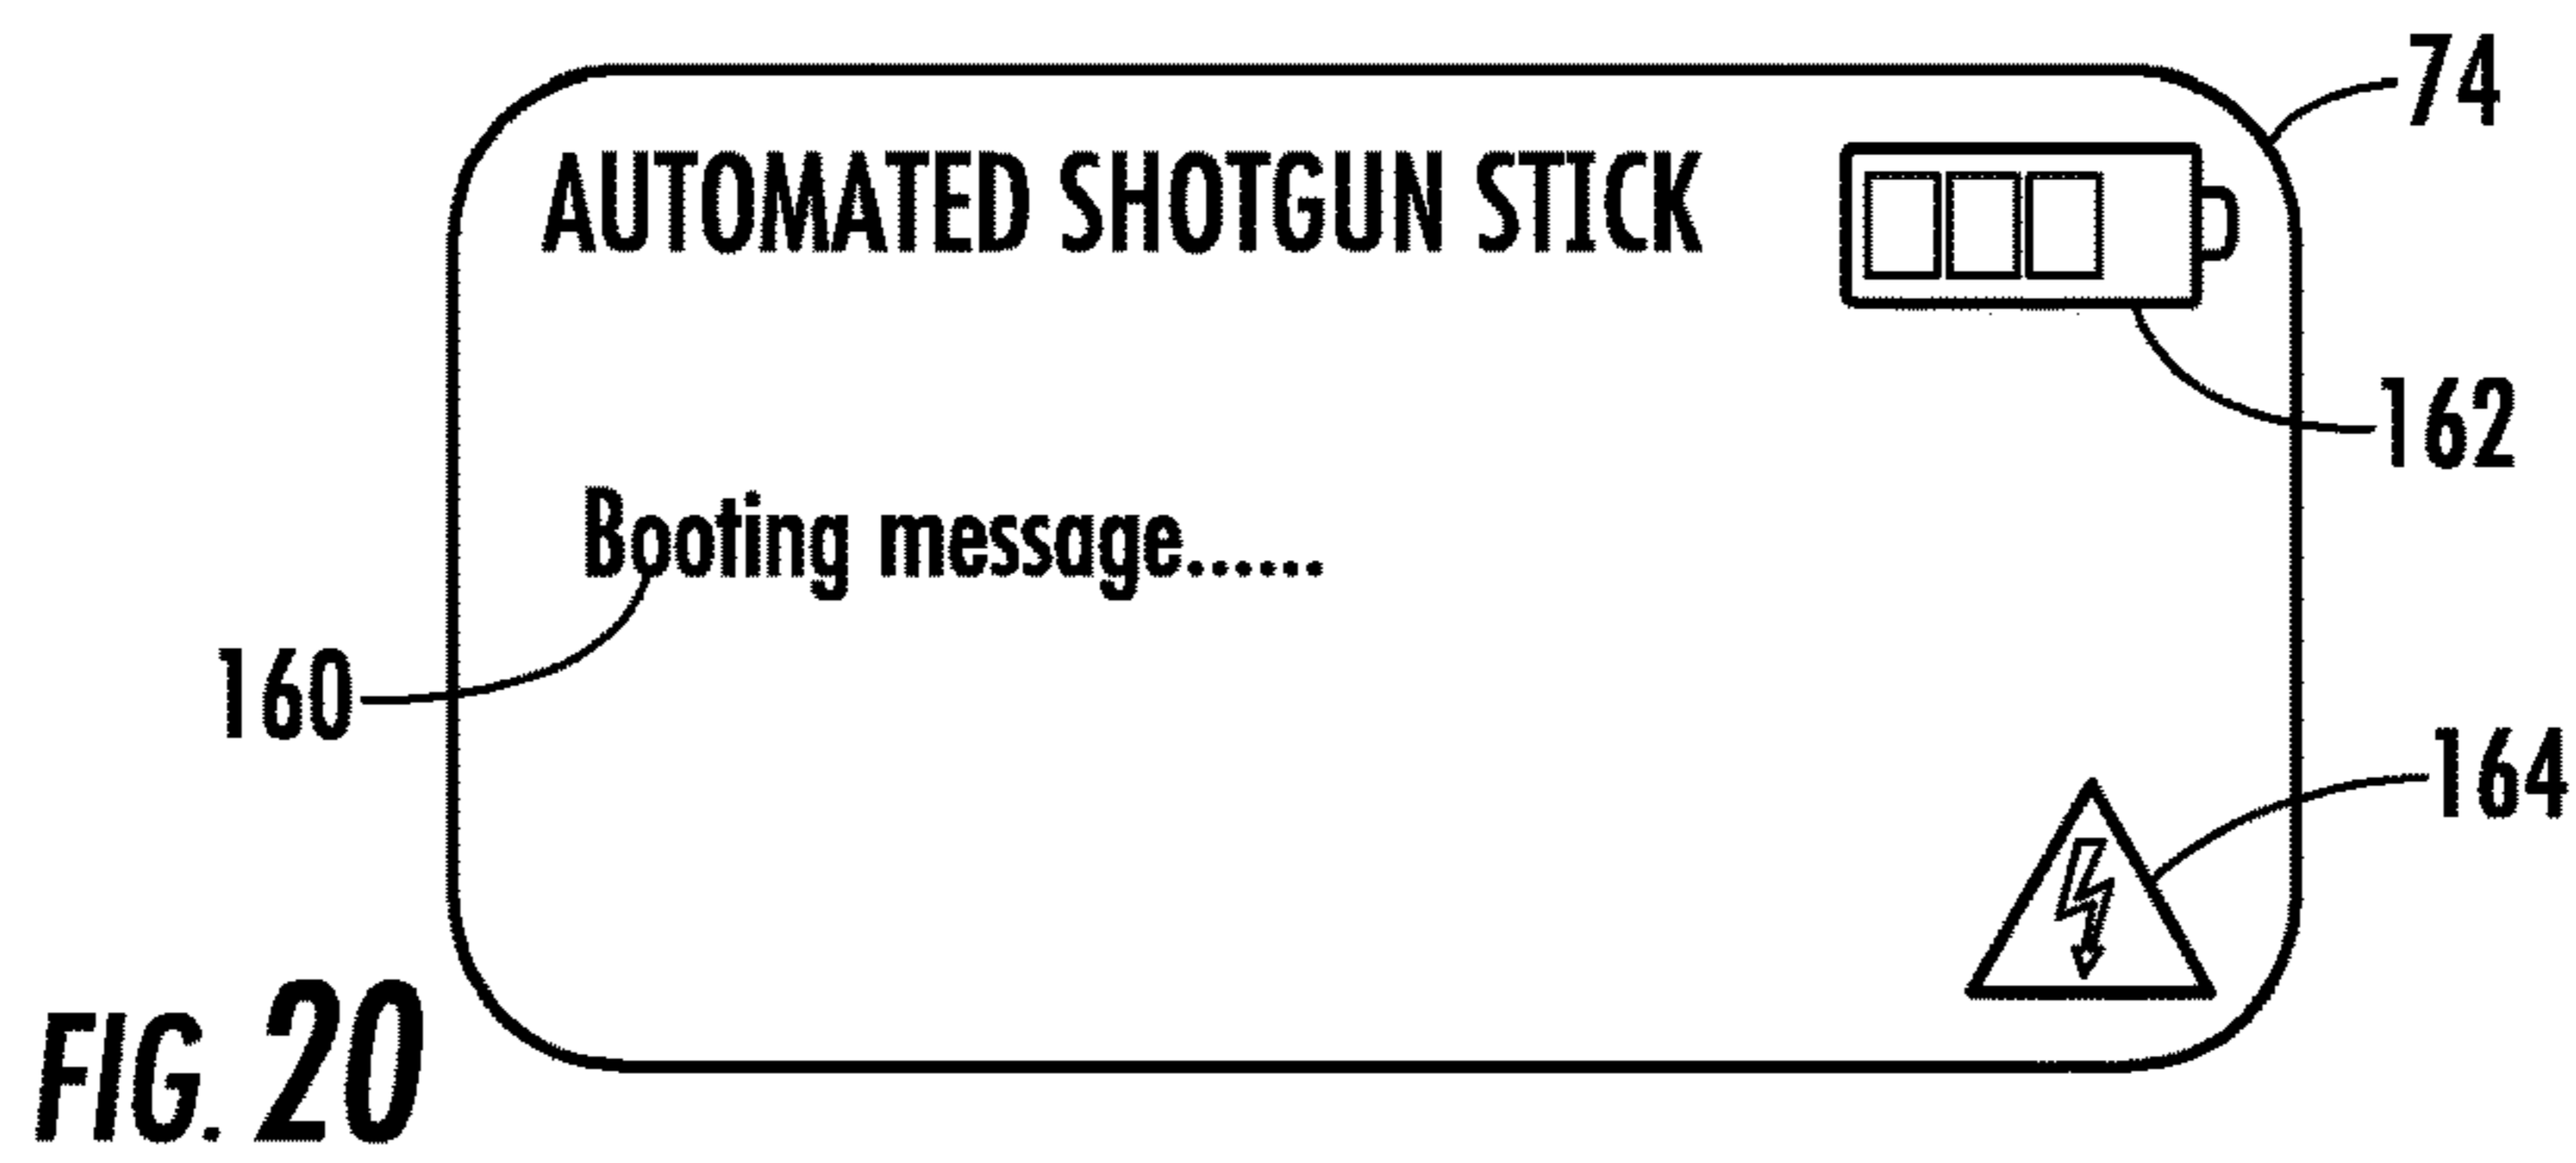 74
AUTOMATED SHOTGUN STICK
162
Booting message......
160
164
FIG. 20